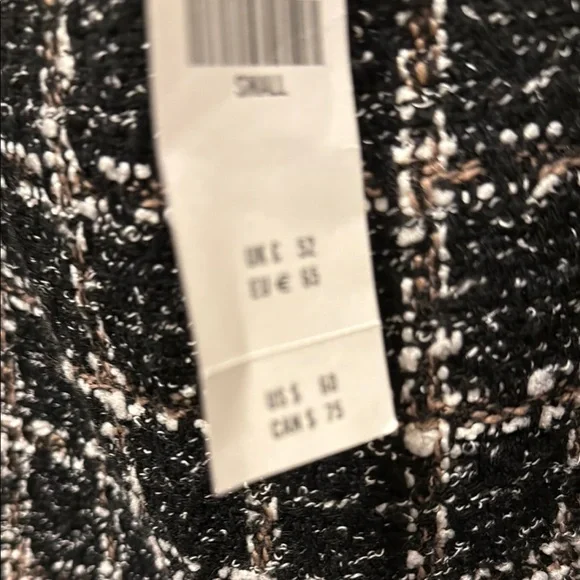 SMALL
UK £ 52
EU € 65
US $ 60
CAN $ 75